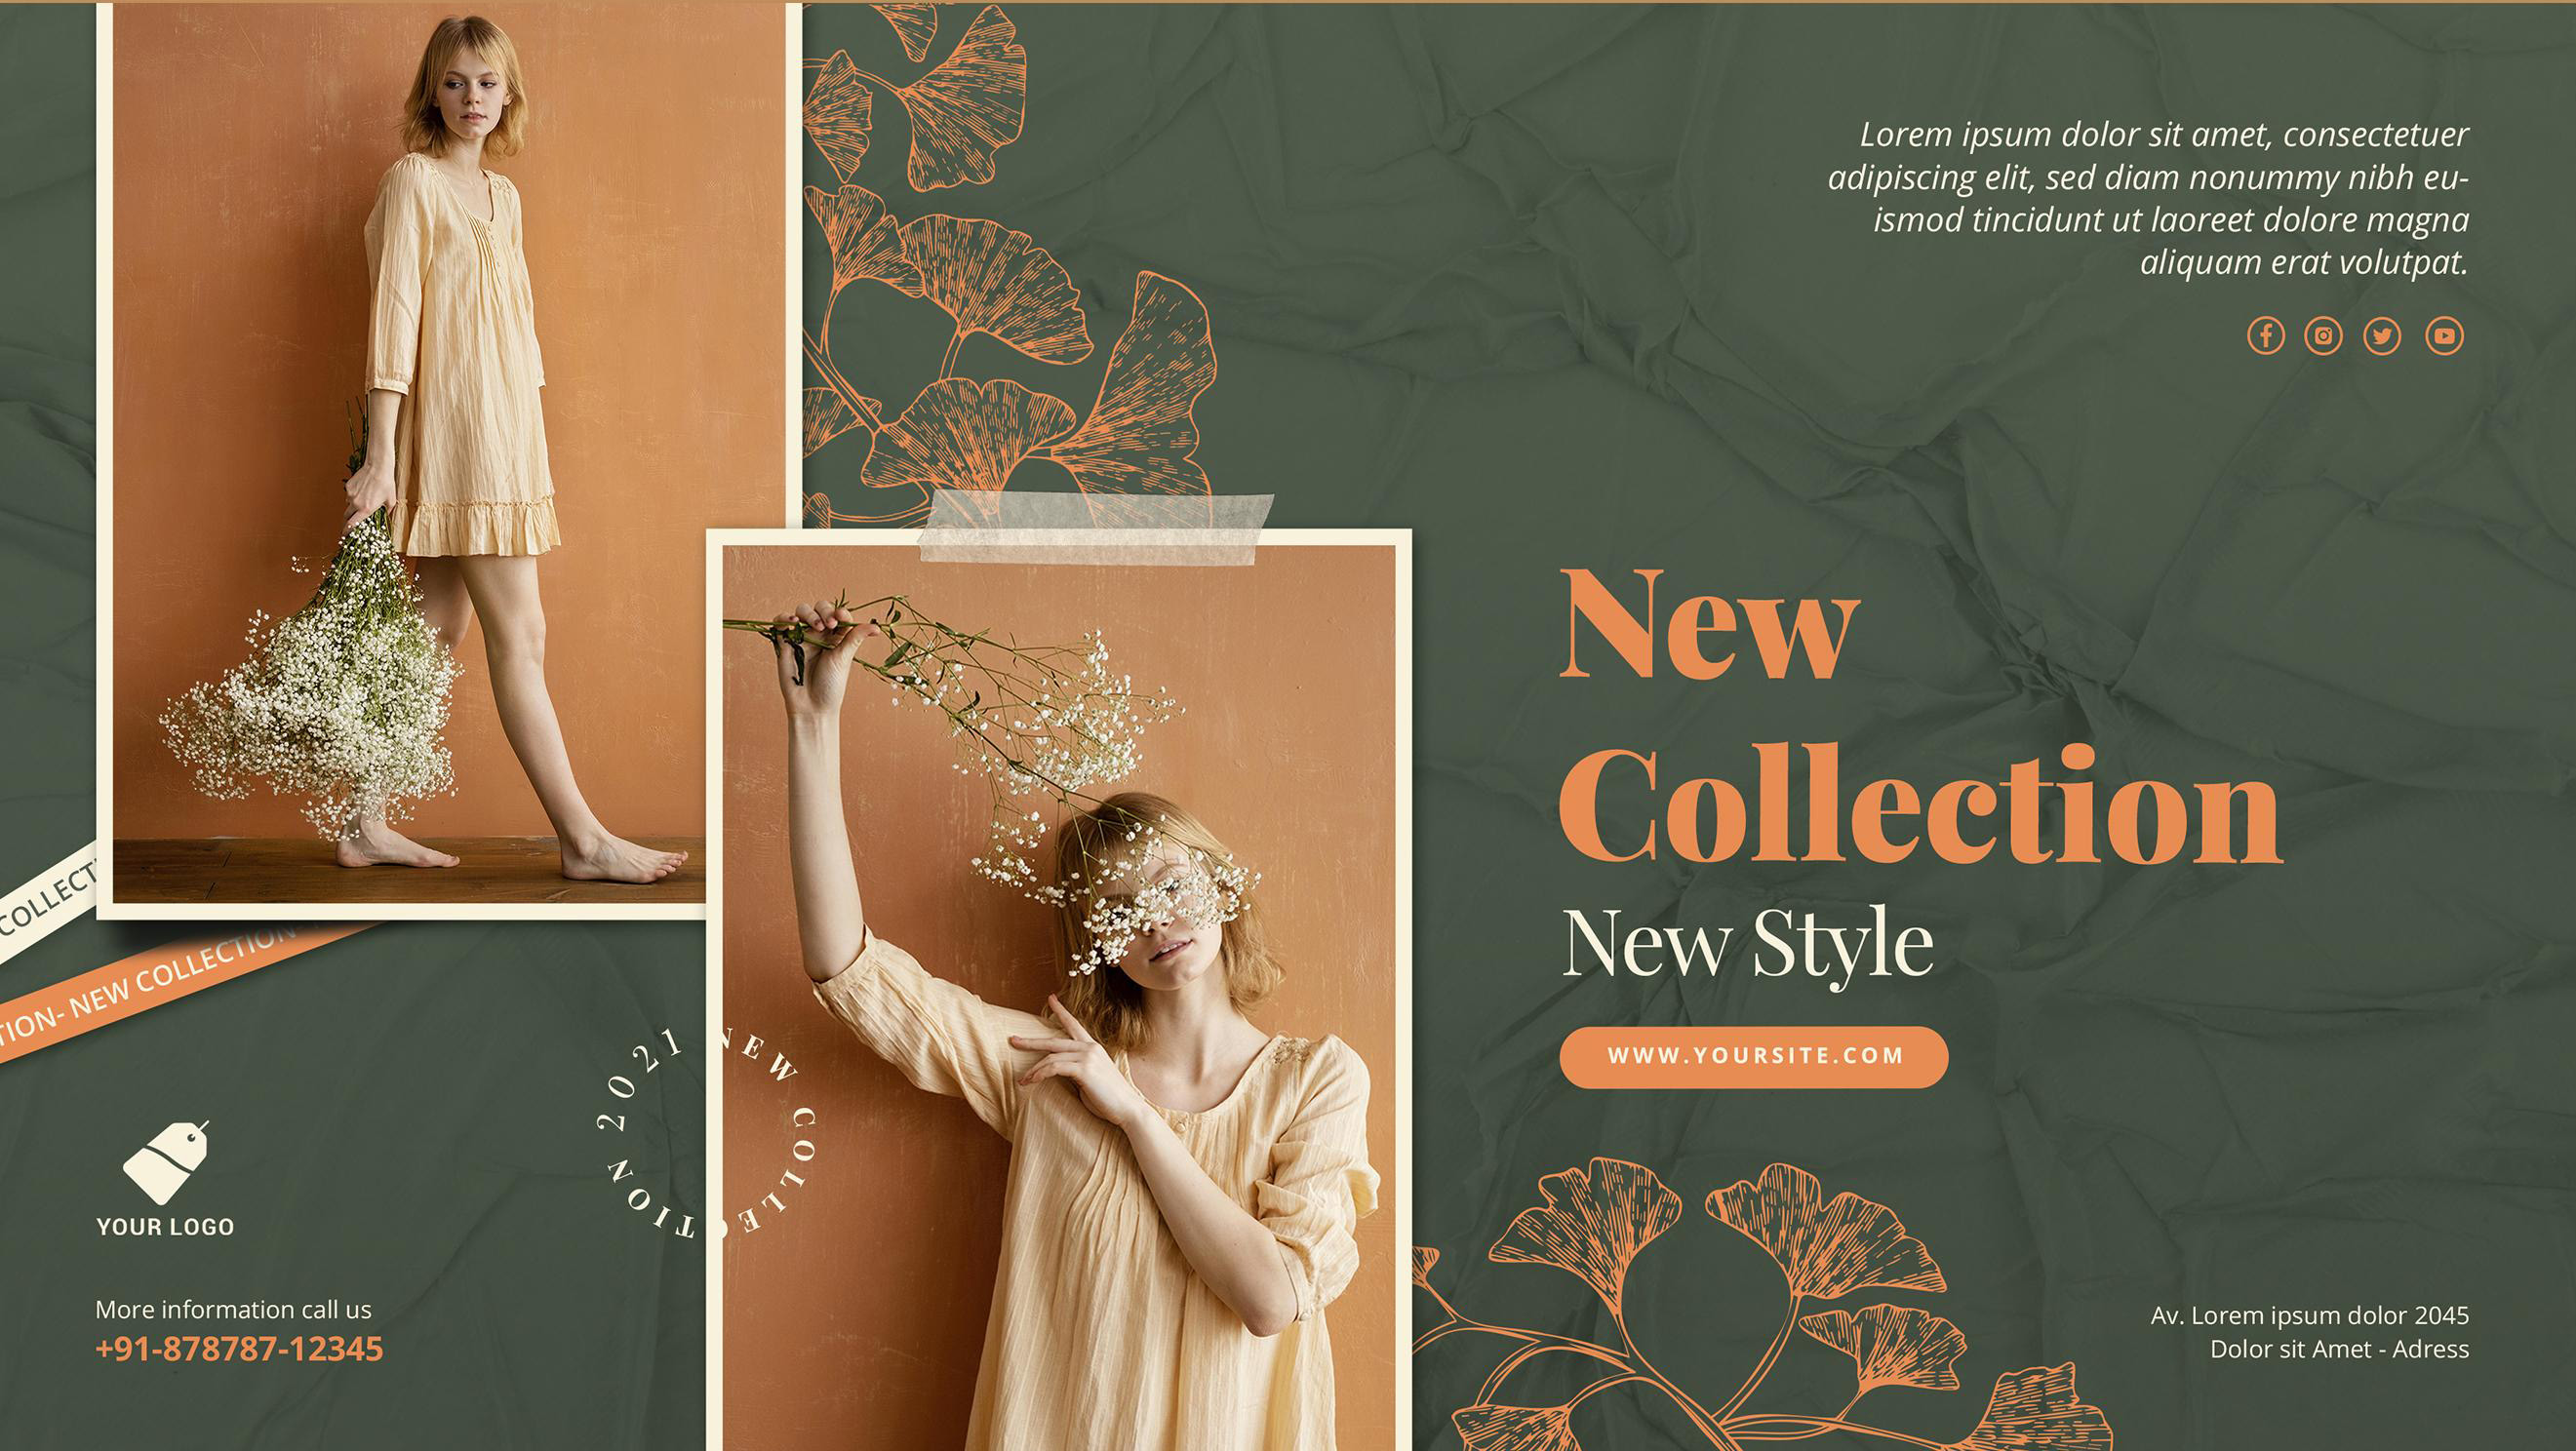 Lorem ipsum dolor sit amet, consectetuer
adipiscing elit, sed diam nonummy nibh eu-
ismod tincidunt ut laoreet dolore magna
aliquam erat volutpat.
New
Collection
New Style
WWW.YOURSITE.COM
COLLECTI
TION- NEW COLLECTION-
2021 NEW COLLECTION
YOUR LOGO
More information call us
+91-878787-12345
Av. Lorem ipsum dolor 2045
Dolor sit Amet - Adress